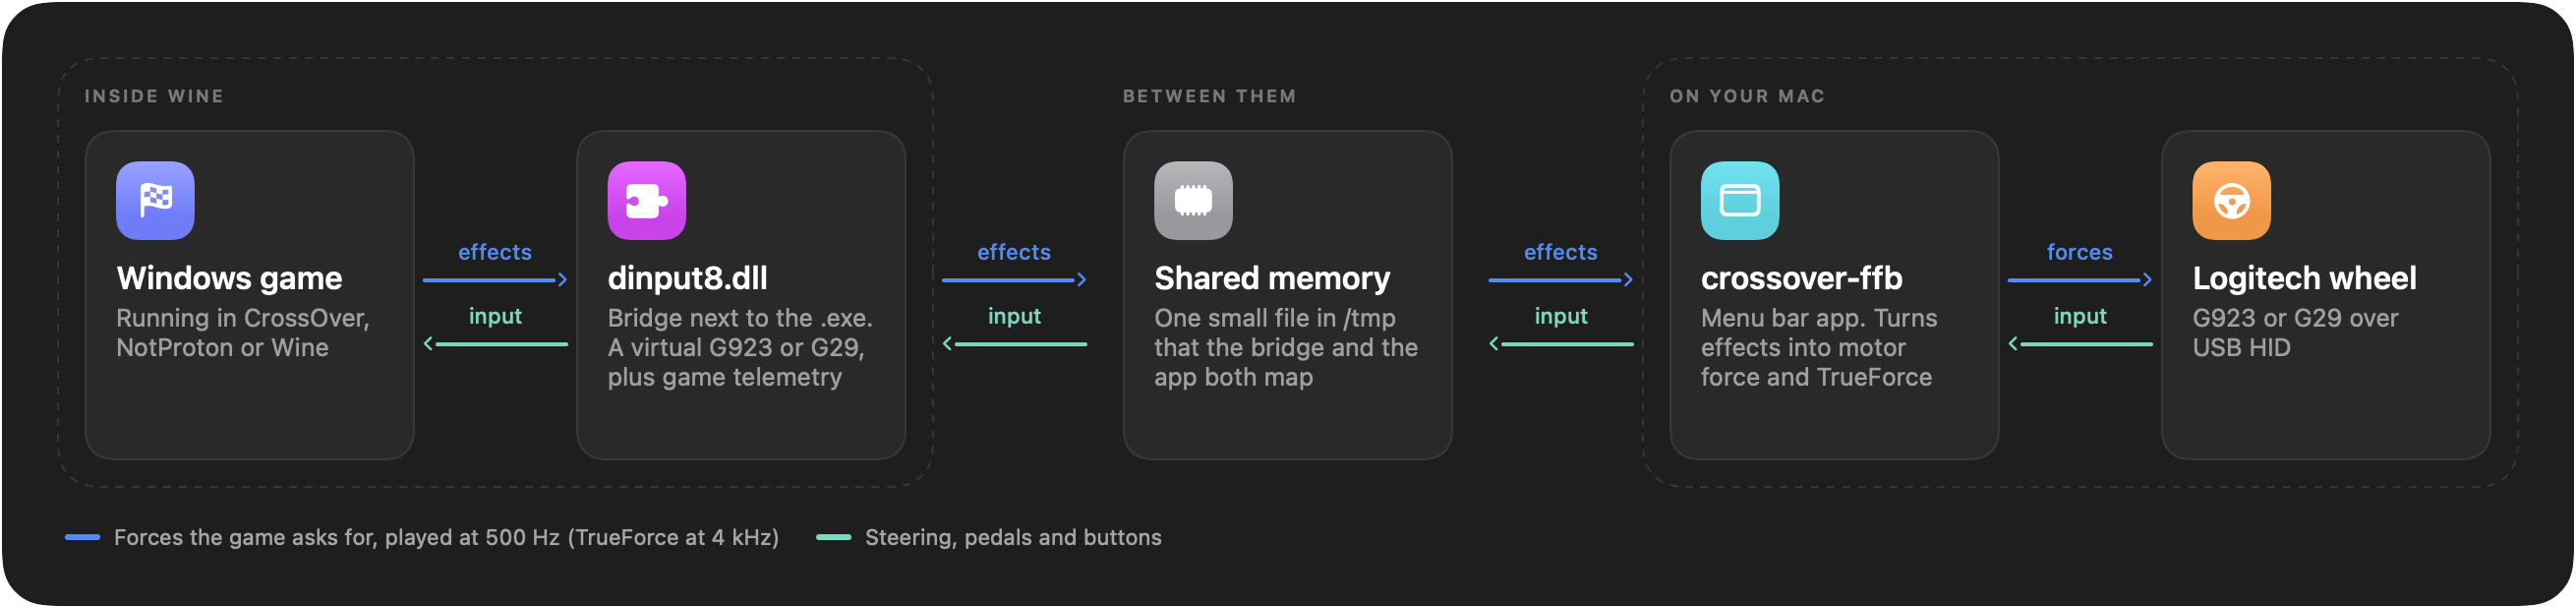 INSIDE WINE
Windows game
Running in CrossOver,
NotProton or Wine
effects
input
dinput8.dll
Bridge next to the .exe.
A virtual G923 or G29,
plus game telemetry
effects
input
BETWEEN THEM
Shared memory
One small file in /tmp
that the bridge and the
app both map
effects
input
ON YOUR MAC
crossover-ffb
Menu bar app. Turns
effects into motor
force and TrueForce
forces
input
Logitech wheel
G923 or G29 over
USB HID
Forces the game asks for, played at 500 Hz (TrueForce at 4 kHz)
Steering, pedals and buttons